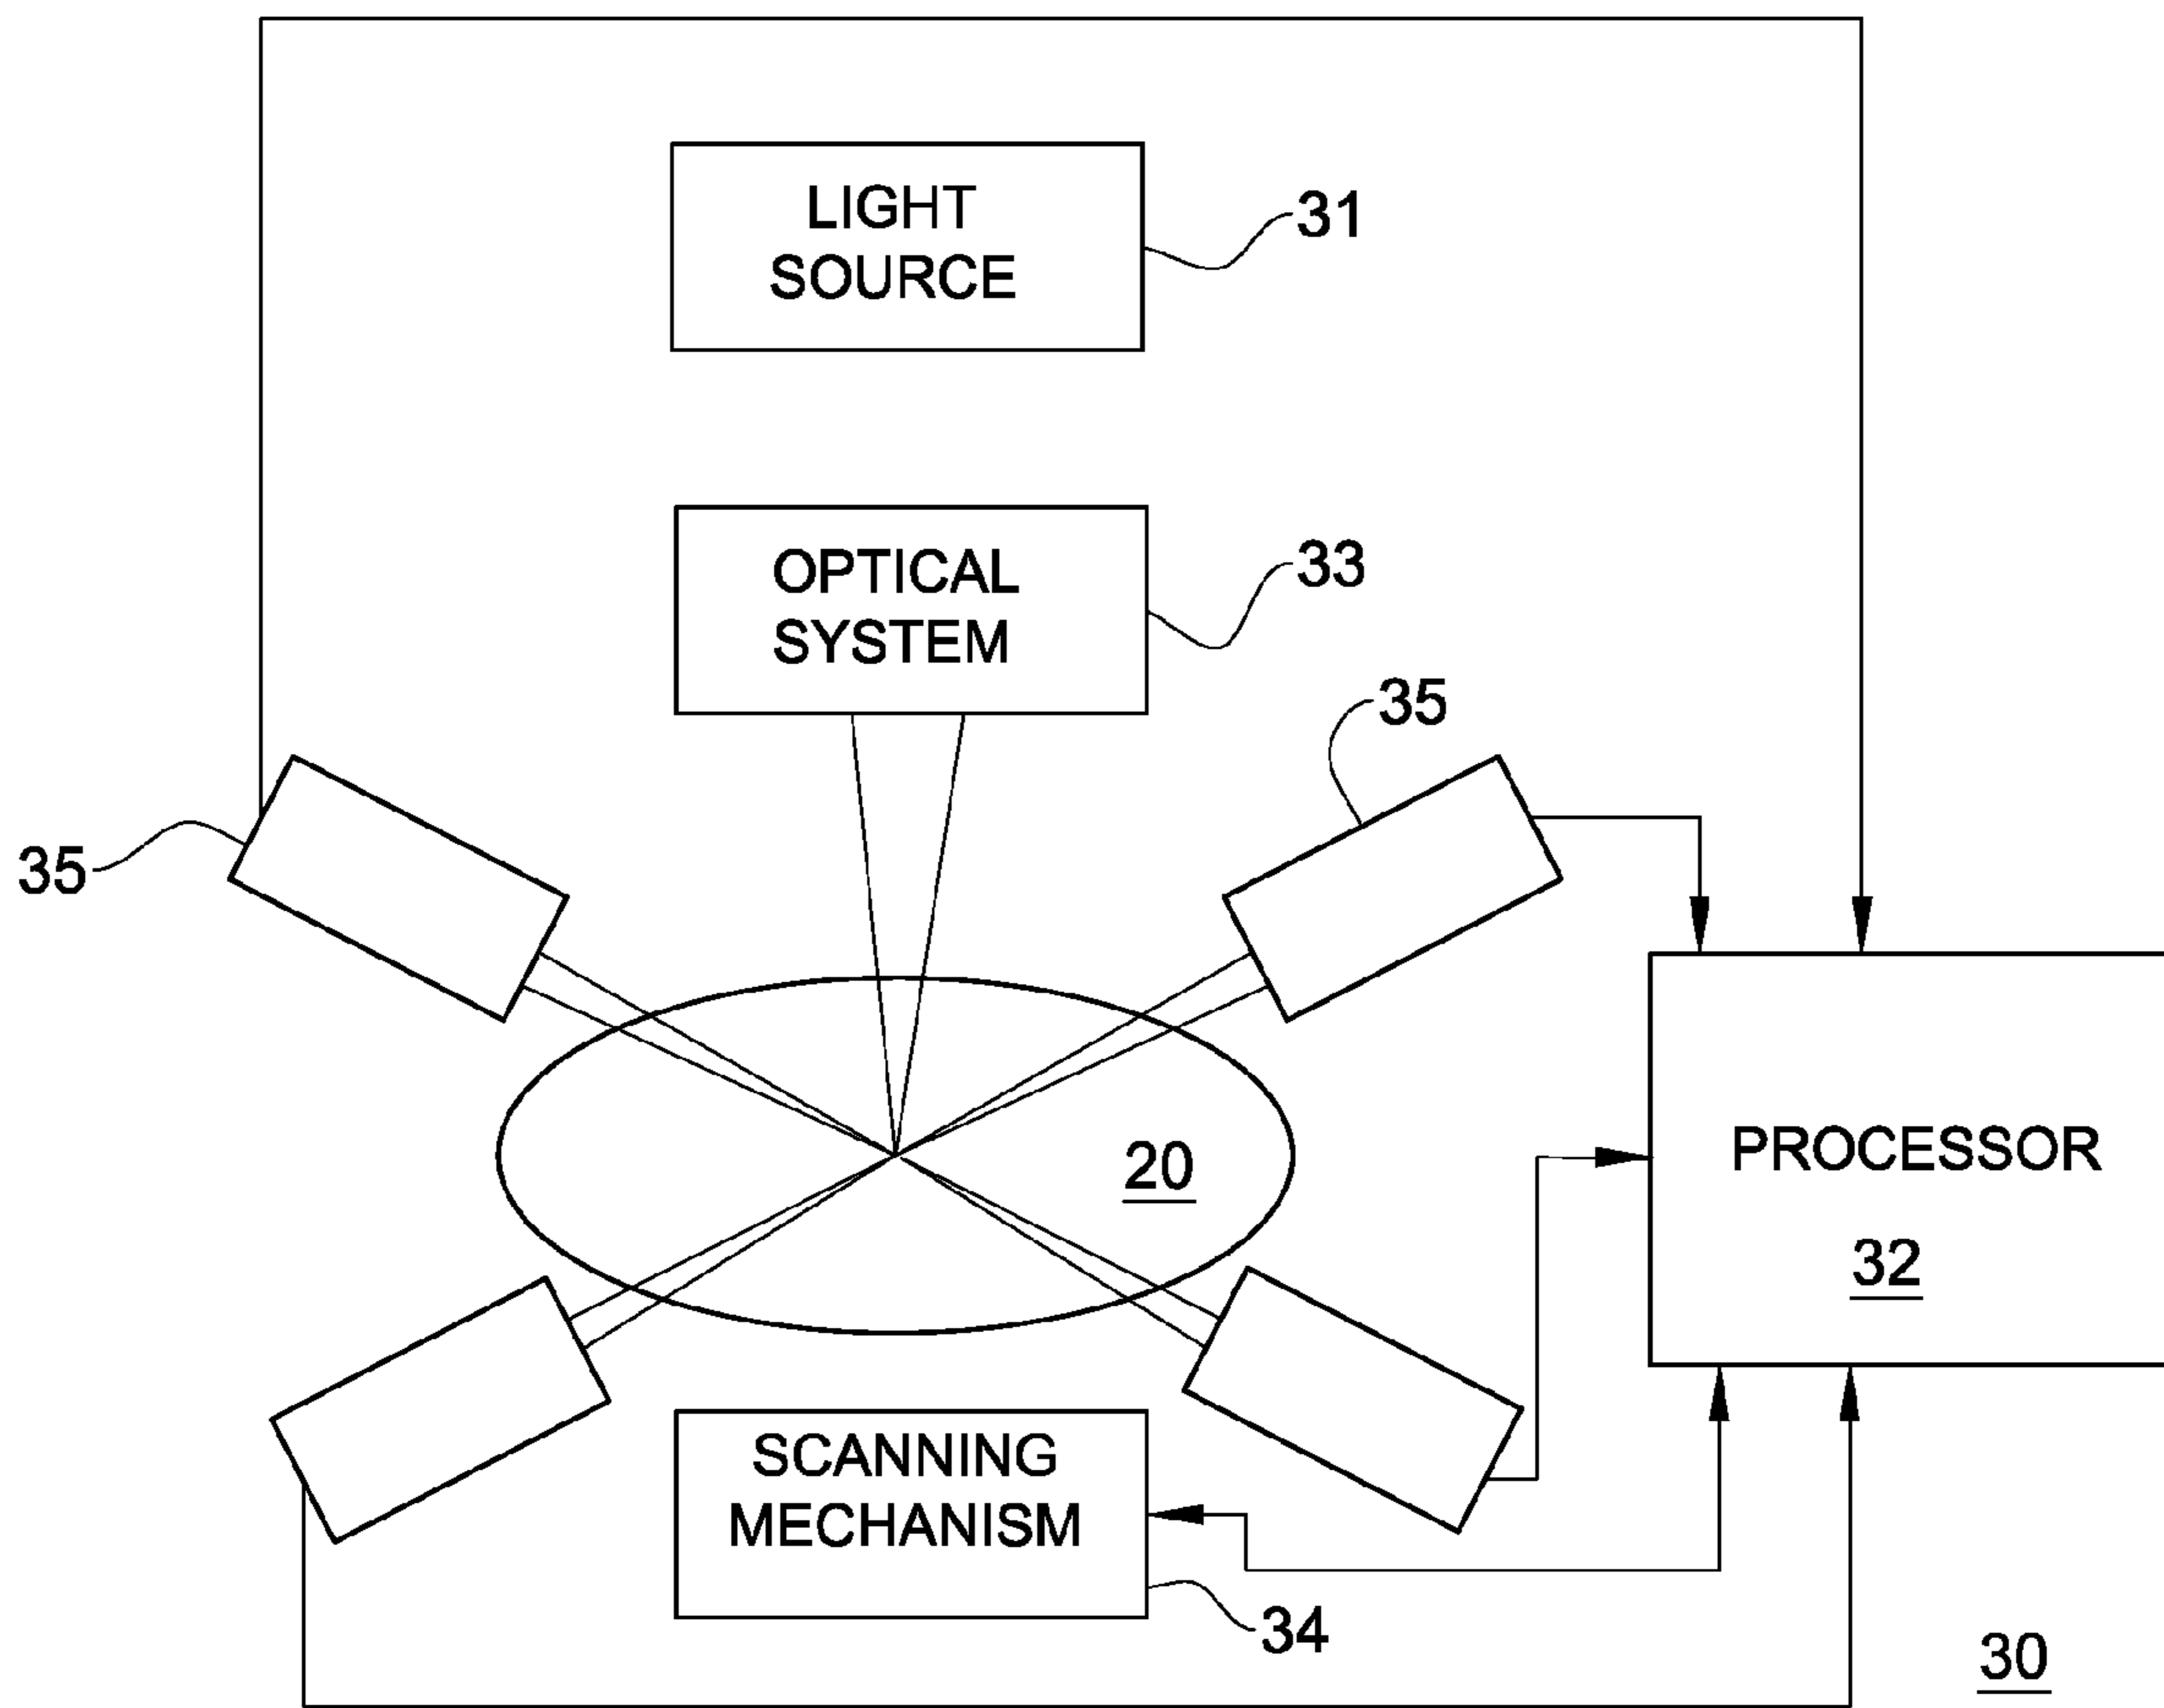 LIGHT
SOURCE
31
OPTICAL
SYSTEM
33
35
35
20
PROCESSOR
32
SCANNING
MECHANISM
34
30